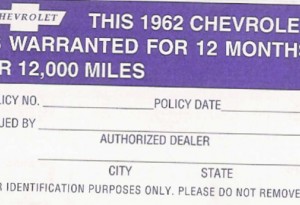 HEVROLET
THIS 1962 CHEVROLE
S WARRANTED FOR 12 MONTHS
R 12,000 MILES
LICY NO. POLICY DATE
UED BY
AUTHORIZED DEALER
CITY STATE
R IDENTIFICATION PURPOSES ONLY. PLEASE DO NOT REMOVE